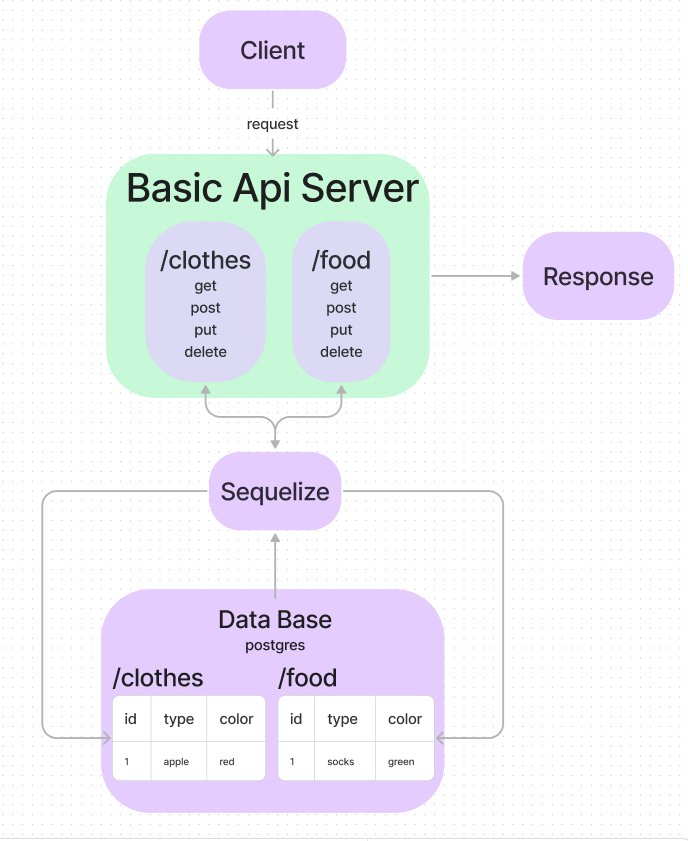 Client
request
Basic Api Server
/clothes
get
post
put
delete
/food
get
post
put
delete
Response
Sequelize
Data Base
postgres
/clothes
id type color
1 apple red
/food
id type color
1 socks green